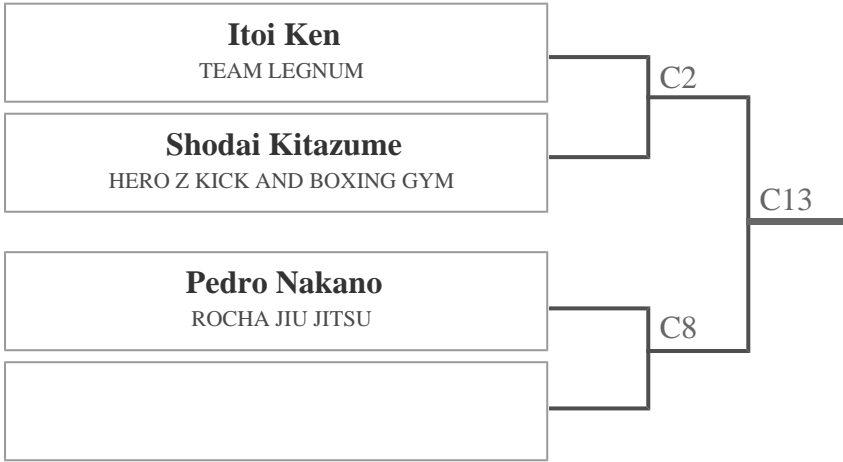 Itoi Ken
TEAM LEGNUM
C2
Shodai Kitazume
HERO Z KICK AND BOXING GYM
C13
Pedro Nakano
ROCHA JIU JITSU
C8